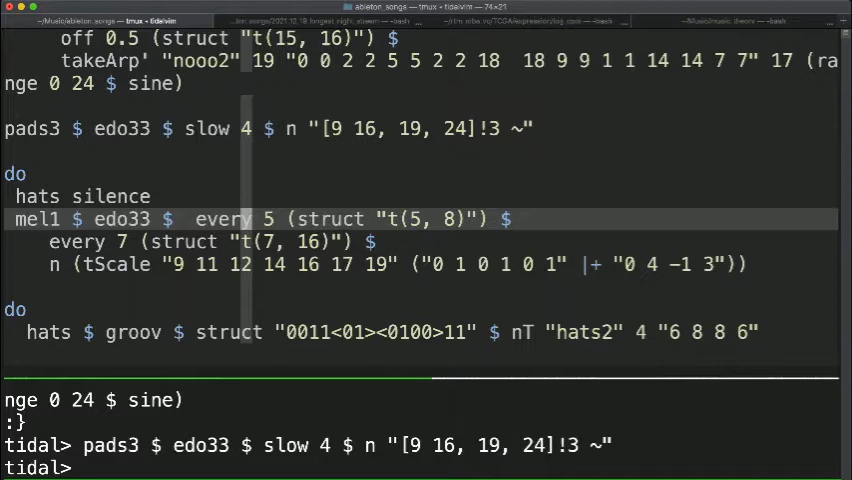 ableton_songs — tmux • tidalvim — 74×21
~/Music/ableton_songs — tmux • tidalvim
off 0.5 (struct "t(15, 16)") $
takeArp' "nooo2" 19 "0 0 2 2 5 5 2 2 18  18 9 9 1 1 14 14 7 7" 17 (ra
nge 0 24 $ sine)
pads3 $ edo33 $ slow 4 $ n "[9 16, 19, 24]!3 ~"
do
hats silence
mel1 $ edo33 $  every 5 (struct "t(5, 8)") $
every 7 (struct "t(7, 16)") $
n (tScale "9 11 12 14 16 17 19" ("0 1 0 1 0 1" |+ "0 4 -1 3"))
do
hats $ groov $ struct "0011<01><0100>11" $ nT "hats2" 4 "6 8 8 6"
nge 0 24 $ sine)
:}
tidal> pads3 $ edo33 $ slow 4 $ n "[9 16, 19, 24]!3 ~"
tidal>